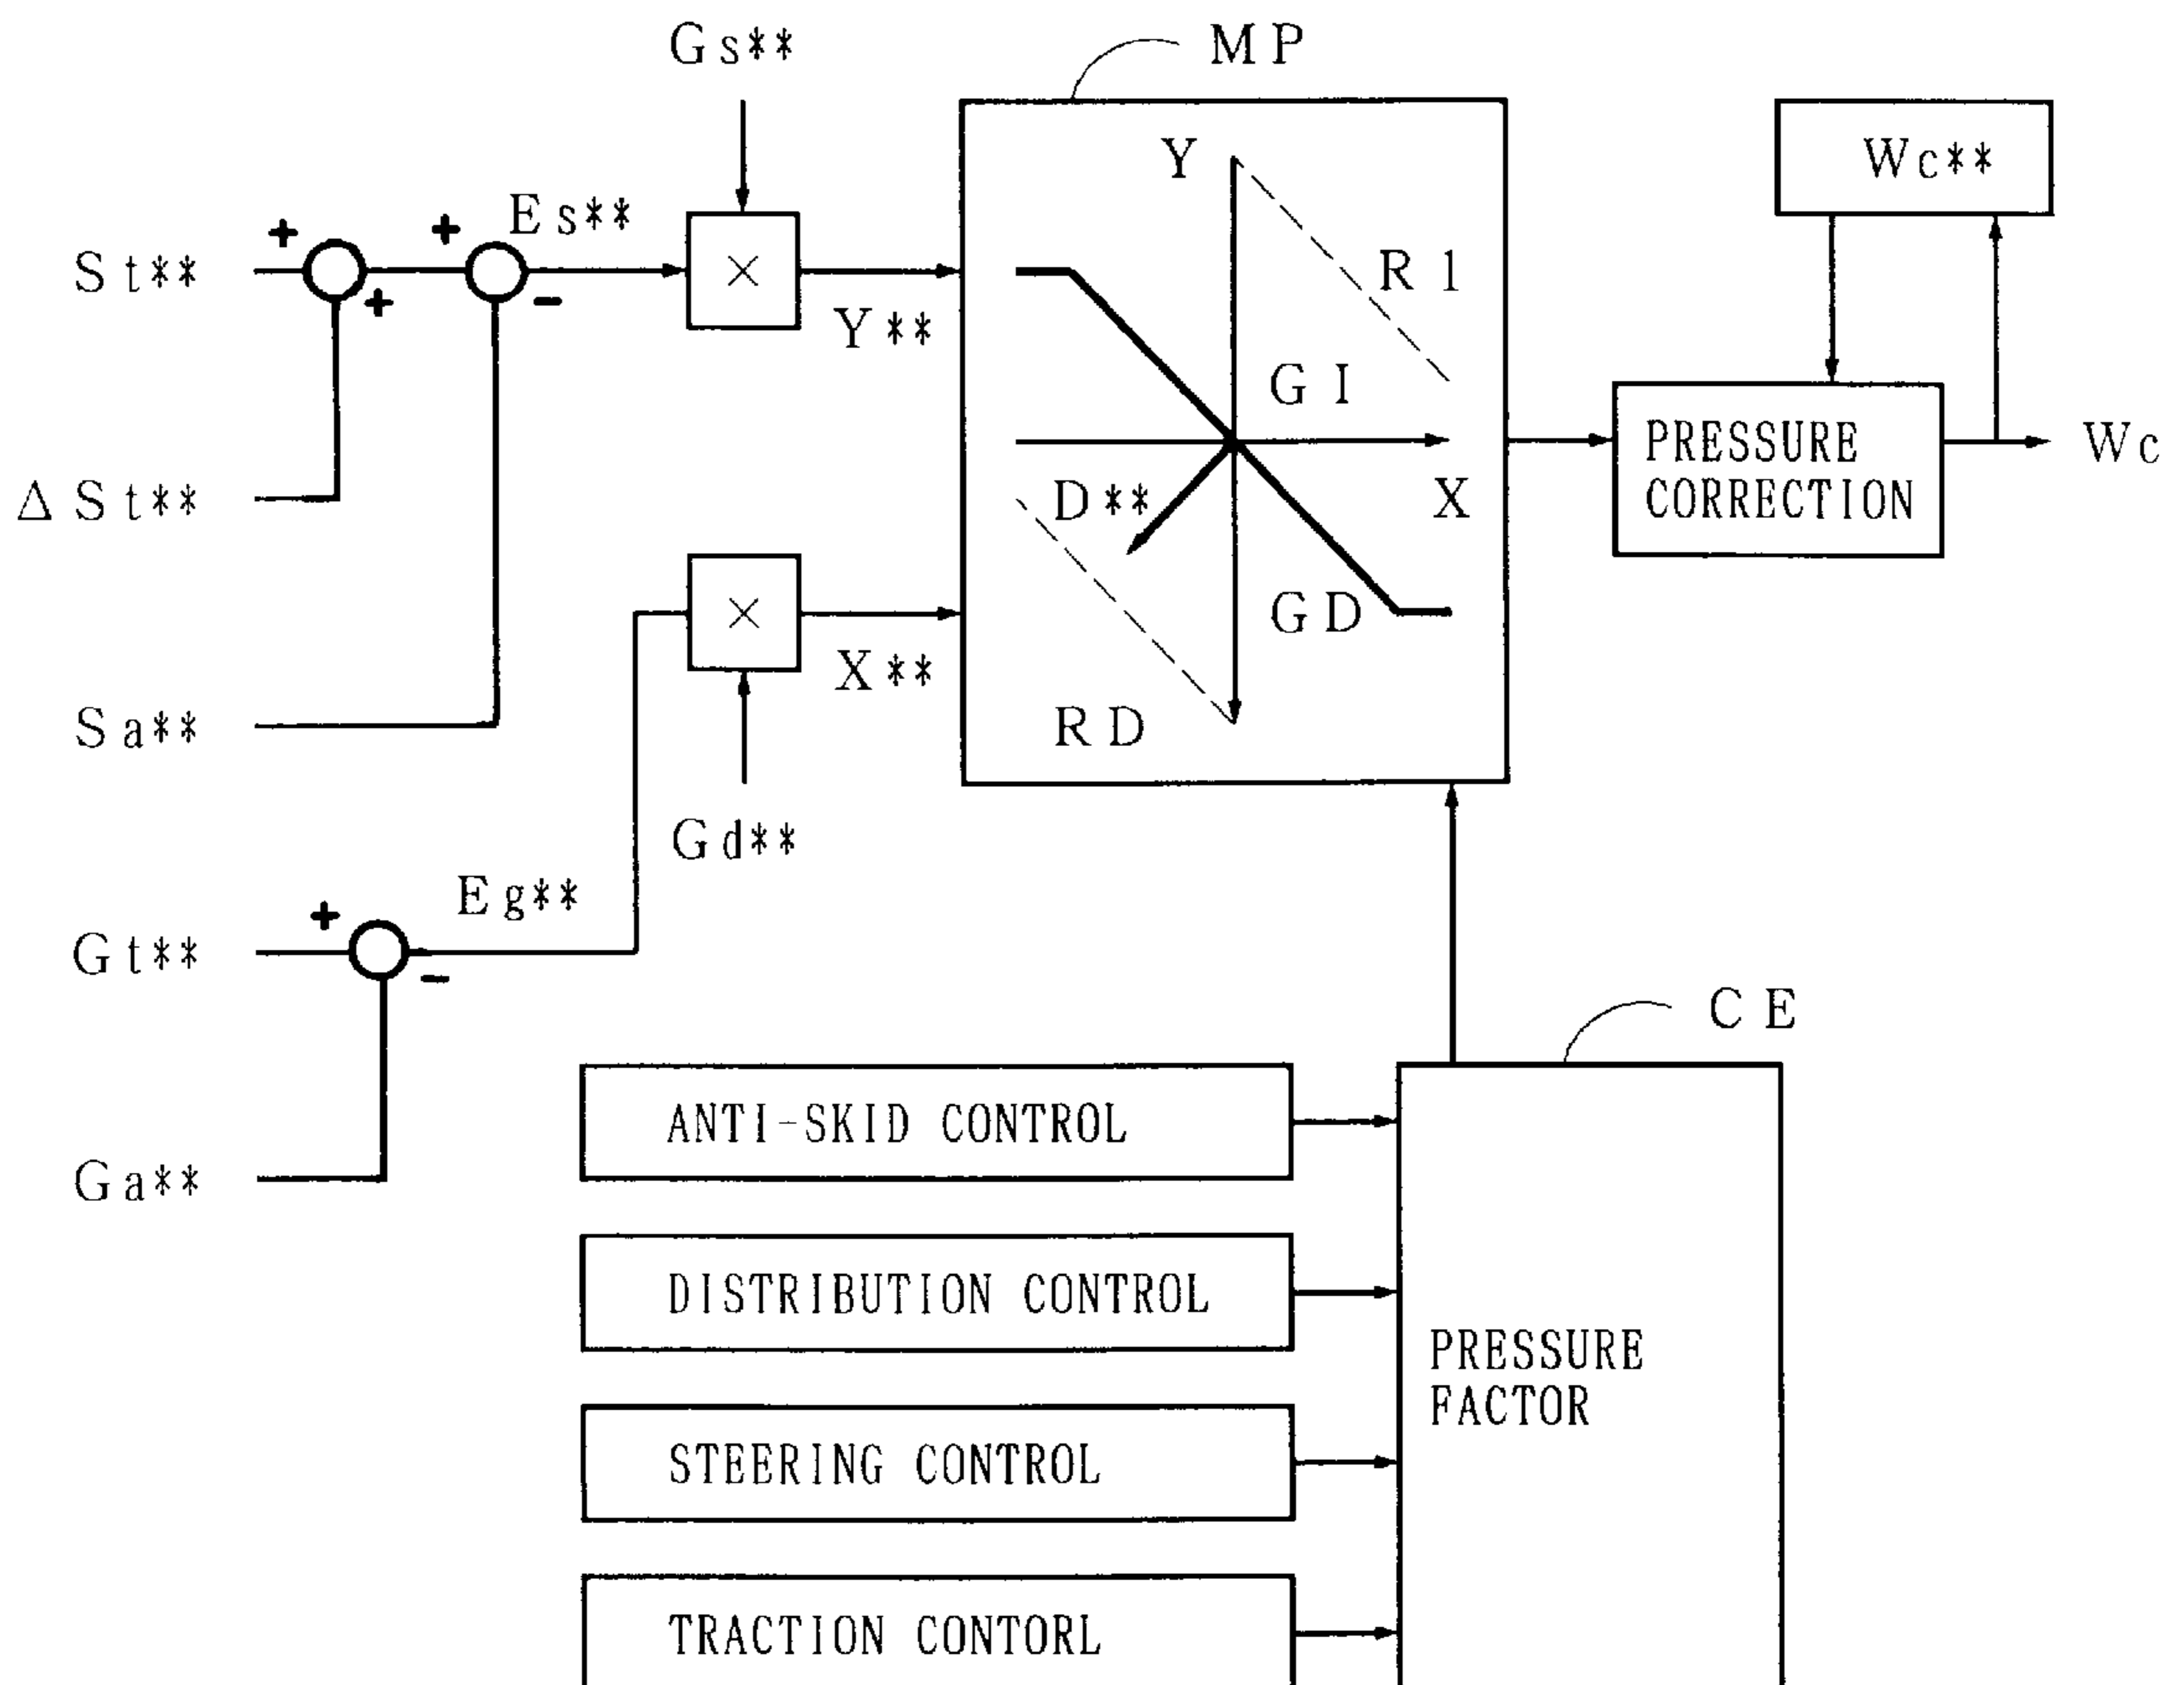 Gs**
MP
Wc**
Y
Es**
+
+
St**
+
-
×
R1
Y**
GI
PRESSURE
CORRECTION
Wc
ΔSt**
D**
X
×
GD
X**
Sa**
RD
Gd**
Eg**
+
Gt**
-
CE
ANTI-SKID CONTROL
Ga**
DISTRIBUTION CONTROL
PRESSURE
FACTOR
STEERING CONTROL
TRACTION CONTORL